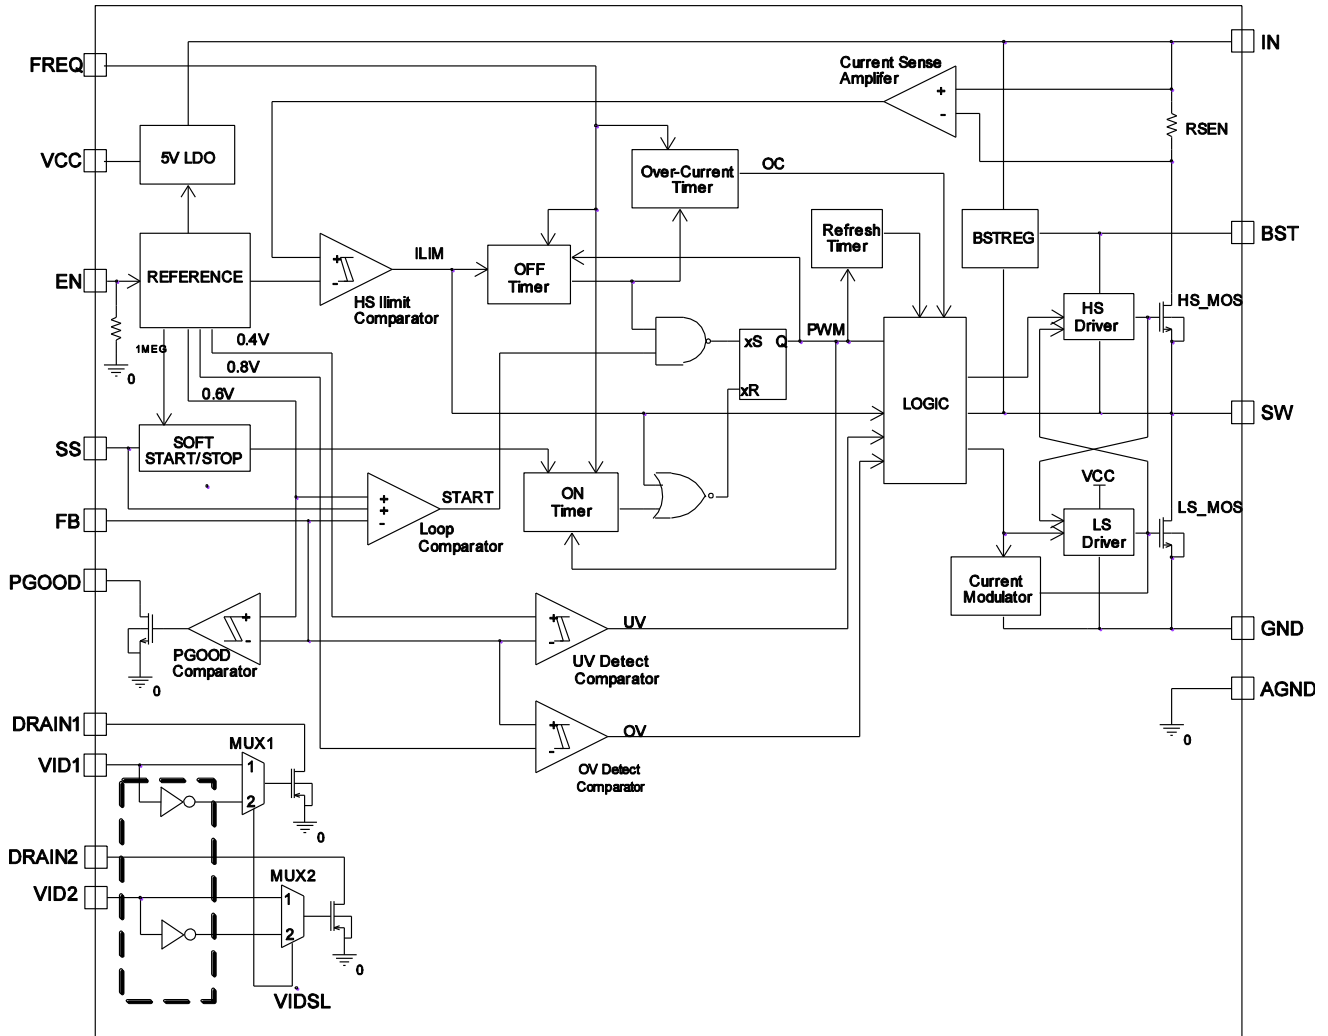 IN
FREQ
Current Sense
Amplifer
+
-
RSEN
VCC
5V LDO
Over-Current
Timer
OC
Refresh
Timer
BSTREG
BST
EN
REFERENCE
+
-
ILIM
HS Ilimit
Comparator
OFF
Timer
HS
Driver
HS_MOS
1MEG
0
0.4V
0.8V
0.6V
xS Q
xR
PWM
LOGIC
SW
SS
SOFT
START/STOP
+
+
-
START
Loop
Comparator
ON
Timer
VCC
LS
Driver
LS_MOS
FB
PGOOD
Current
Modulator
+
-
PGOOD
Comparator
0
+
-
UV
UV Detect
Comparator
GND
AGND
0
+
-
OV
OV Detect
Comparator
DRAIN1
MUX1
VID1
1
2
0
DRAIN2
MUX2
VID2
1
2
0
VIDSL